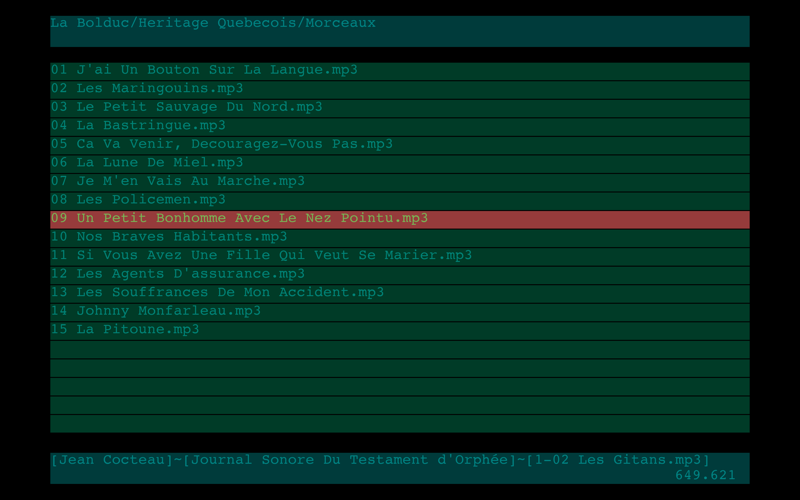 La Bolduc/Heritage Quebecois/Morceaux
01 J'ai Un Bouton Sur La Langue.mp3
02 Les Maringouins.mp3
03 Le Petit Sauvage Du Nord.mp3
04 La Bastringue.mp3
05 Ca Va Venir, Decouragez-Vous Pas.mp3
06 La Lune De Miel.mp3
07 Je M'en Vais Au Marche.mp3
08 Les Policemen.mp3
09 Un Petit Bonhomme Avec Le Nez Pointu.mp3
10 Nos Braves Habitants.mp3
11 Si Vous Avez Une Fille Qui Veut Se Marier.mp3
12 Les Agents D'assurance.mp3
13 Les Souffrances De Mon Accident.mp3
14 Johnny Monfarleau.mp3
15 La Pitoune.mp3
[Jean Cocteau]~[Journal Sonore Du Testament d'Orphée]~[1-02 Les Gitans.mp3]
649.621